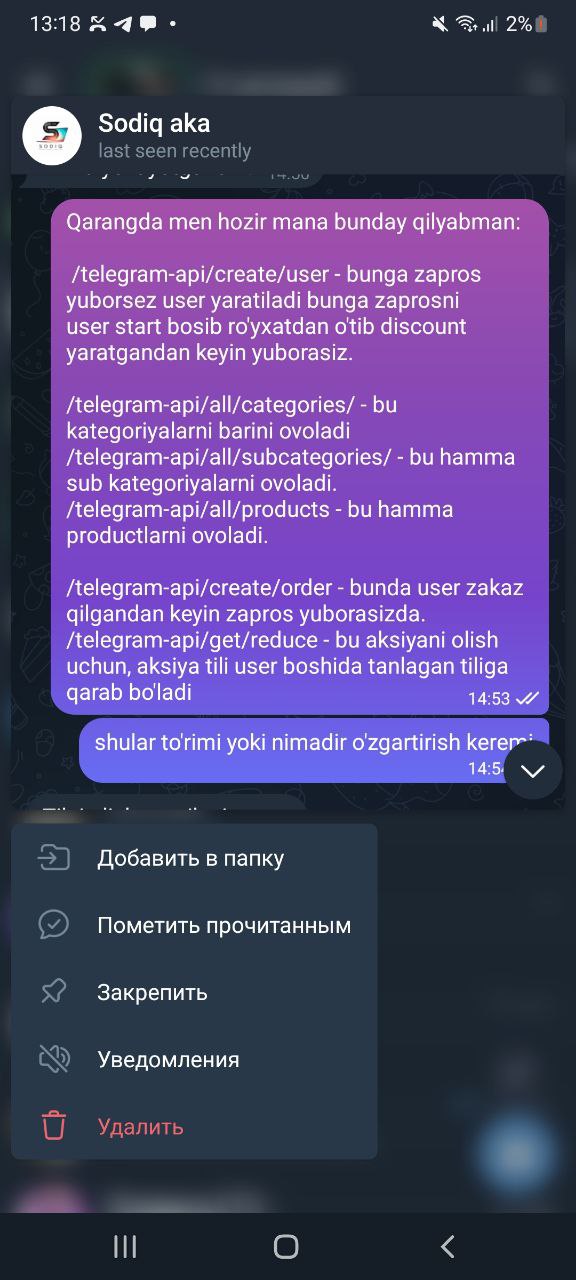 13:18
2%
Sodiq aka
last seen recently
Qarangda men hozir mana bunday qilyabman:
/telegram-api/create/user - bunga zapros
yuborsez user yaratiladi bunga zaprosni
user start bosib ro'yxatdan o'tib discount
yaratgandan keyin yuborasiz.
/telegram-api/all/categories/ - bu
kategoriyalarni barini ovoladi
/telegram-api/all/subcategories/ - bu hamma
sub kategoriyalarni ovoladi.
/telegram-api/all/products - bu hamma
productlarni ovoladi.
/telegram-api/create/order - bunda user zakaz
qilgandan keyin zapros yuborasizda.
/telegram-api/get/reduce - bu aksiyani olish
uchun, aksiya tili user boshida tanlagan tiliga
qarab bo'ladi
14:53
shular to'rimi yoki nimadir o'zgartirish keremi
Добавить в папку
Пометить прочитанным
Закрепить
Уведомления
Удалить